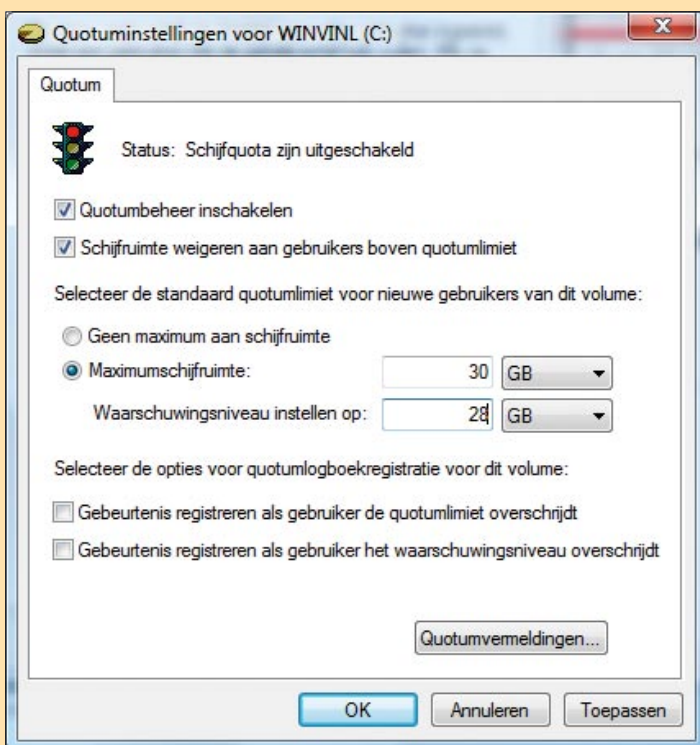 Quotuminstellingen voor WINVINL (C:)
Quotum
Status: Schijfquota zijn uitgeschakeld
Quotumbeheer inschakelen
Schijfruimte weigeren aan gebruikers boven quotumlimiet
Selecteer de standaard quotumlimiet voor nieuwe gebruikers van dit volume:
Geen maximum aan schijfruimte
Maximumschijfruimte: 30 GB
Waarschuwingsniveau instellen op: 28 GB
Selecteer de opties voor quotumlogboekregistratie voor dit volume:
Gebeurtenis registreren als gebruiker de quotumlimiet overschrijdt
Gebeurtenis registreren als gebruiker het waarschuwingsniveau overschrijdt
Quotumvermeldingen...
OK Annuleren Toepassen